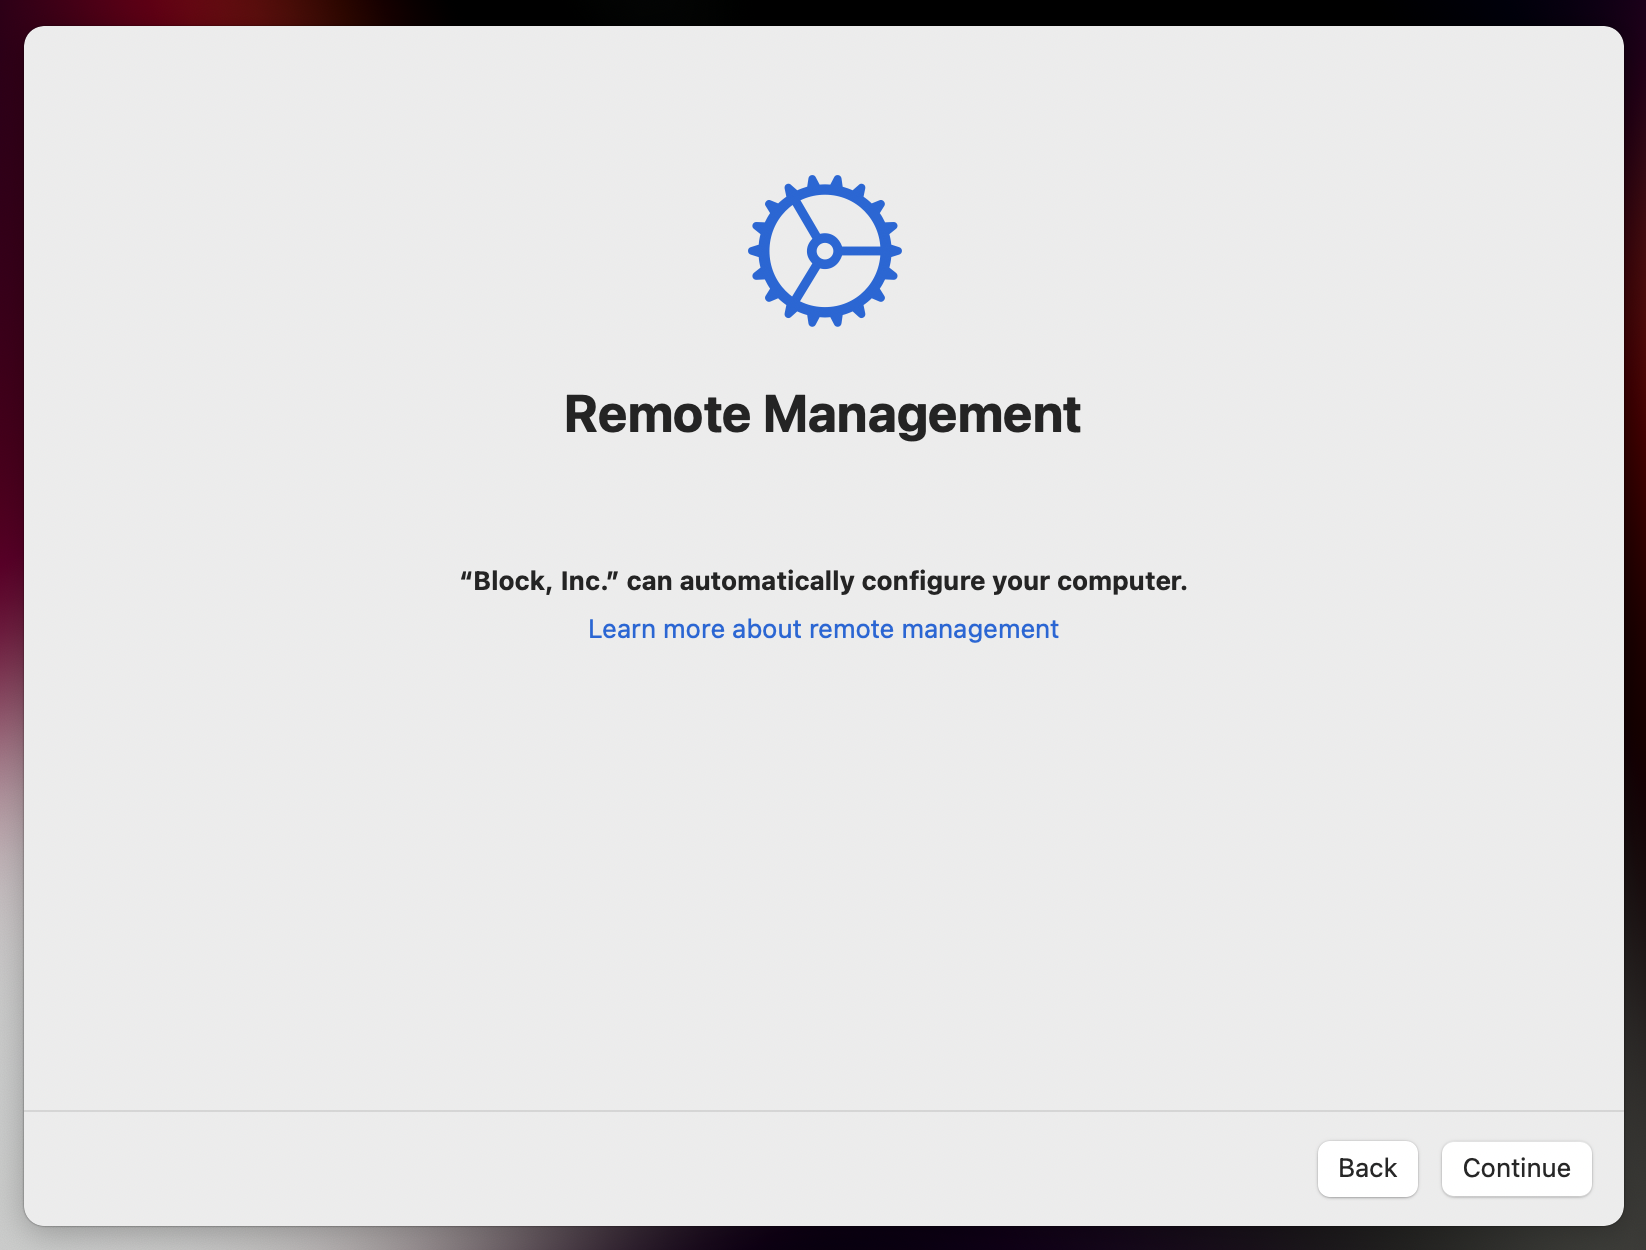 Remote Management
“Block, Inc.” can automatically configure your computer.
Learn more about remote management
Back
Continue